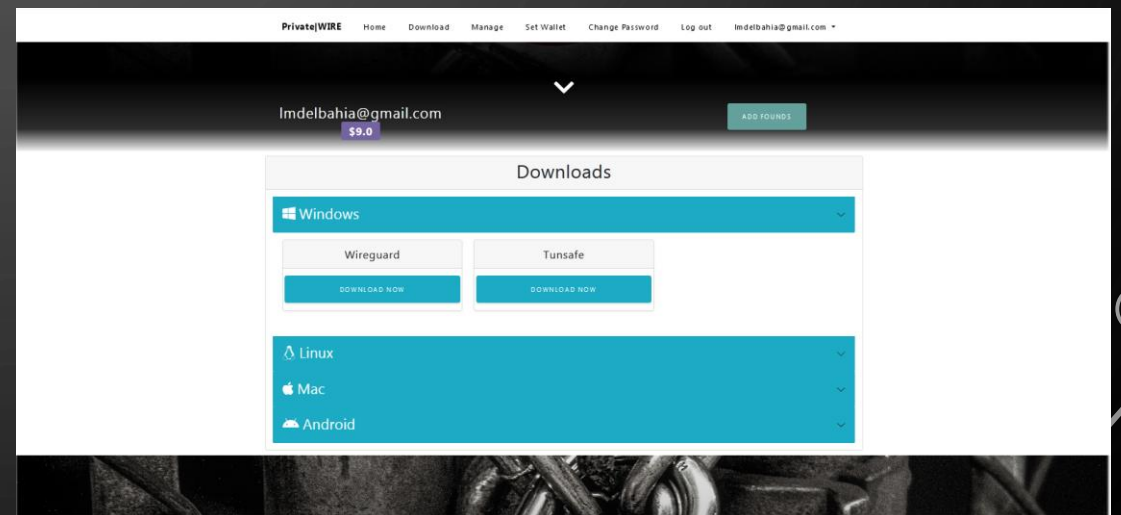 Private|WIRE Home Download Manage Set Wallet Change Password Log out lmdelbahia@gmail.com
lmdelbahia@gmail.com
$9.0
ADD FOUNDS
Downloads
Windows
Wireguard Tunsafe
DOWNLOAD NOW DOWNLOAD NOW
Linux
Mac
Android